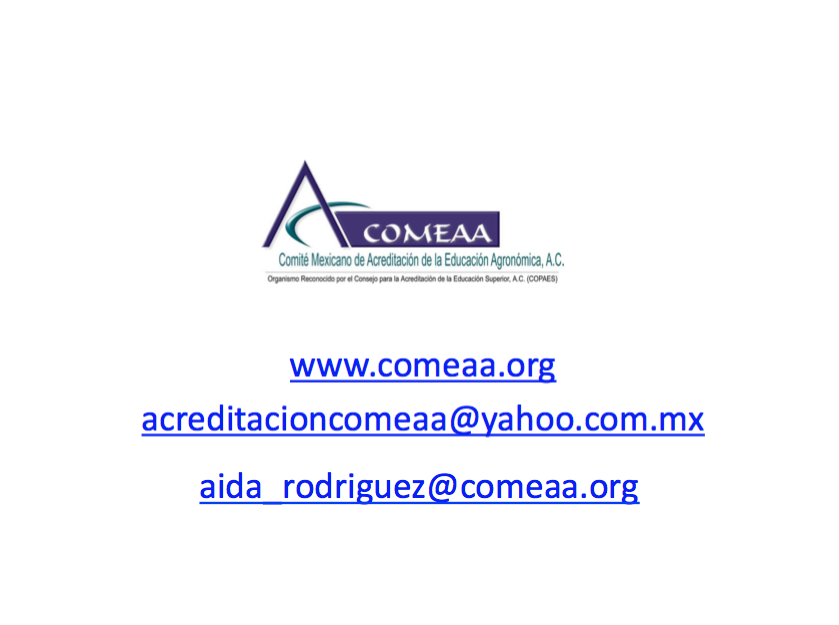 COMEAA
Comité Mexicano de Acreditación de la Educación Agronómica, A.C.
Organismo Reconocido por el Consejo para la Acreditación de la Educación Superior, A.C. (COPAES)
www.comeaa.org
acreditacioncomeaa@yahoo.com.mx
aida_rodriguez@comeaa.org